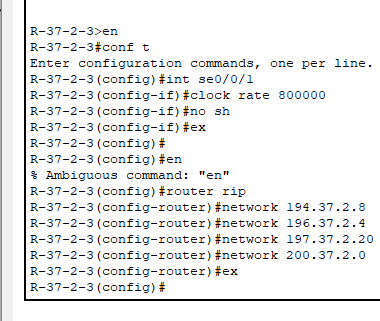 R-37-2-3>en
R-37-2-3#conf t
Enter configuration commands, one per line.
R-37-2-3(config)#int se0/0/1
R-37-2-3(config-if)#clock rate 800000
R-37-2-3(config-if)#no sh
R-37-2-3(config-if)#ex
R-37-2-3(config)#
R-37-2-3(config)#en
% Ambiguous command: "en"
R-37-2-3(config)#router rip
R-37-2-3(config-router)#network 194.37.2.8
R-37-2-3(config-router)#network 196.37.2.4
R-37-2-3(config-router)#network 197.37.2.20
R-37-2-3(config-router)#network 200.37.2.0
R-37-2-3(config-router)#ex
R-37-2-3(config)#